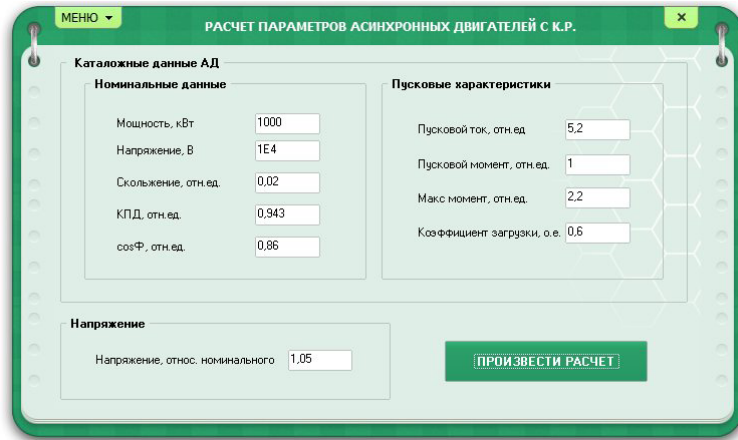 МЕНЮ
РАСЧЕТ ПАРАМЕТРОВ АСИНХРОННЫХ ДВИГАТЕЛЕЙ С К.Р.
Каталожные данные АД
Номинальные данные
Мощность, кВт 1000
Напряжение, В 1E4
Скольжение, отн.ед. 0,02
КПД, отн.ед. 0,943
cosФ, отн.ед. 0,86
Пусковые характеристики
Пусковой ток, отн.ед 5,2
Пусковой момент, отн.ед. 1
Макс момент, отн.ед. 2,2
Коэффициент загрузки, о.е. 0,6
Напряжение
Напряжение, относ. номинального 1,05
ПРОИЗВЕСТИ РАСЧЕТ